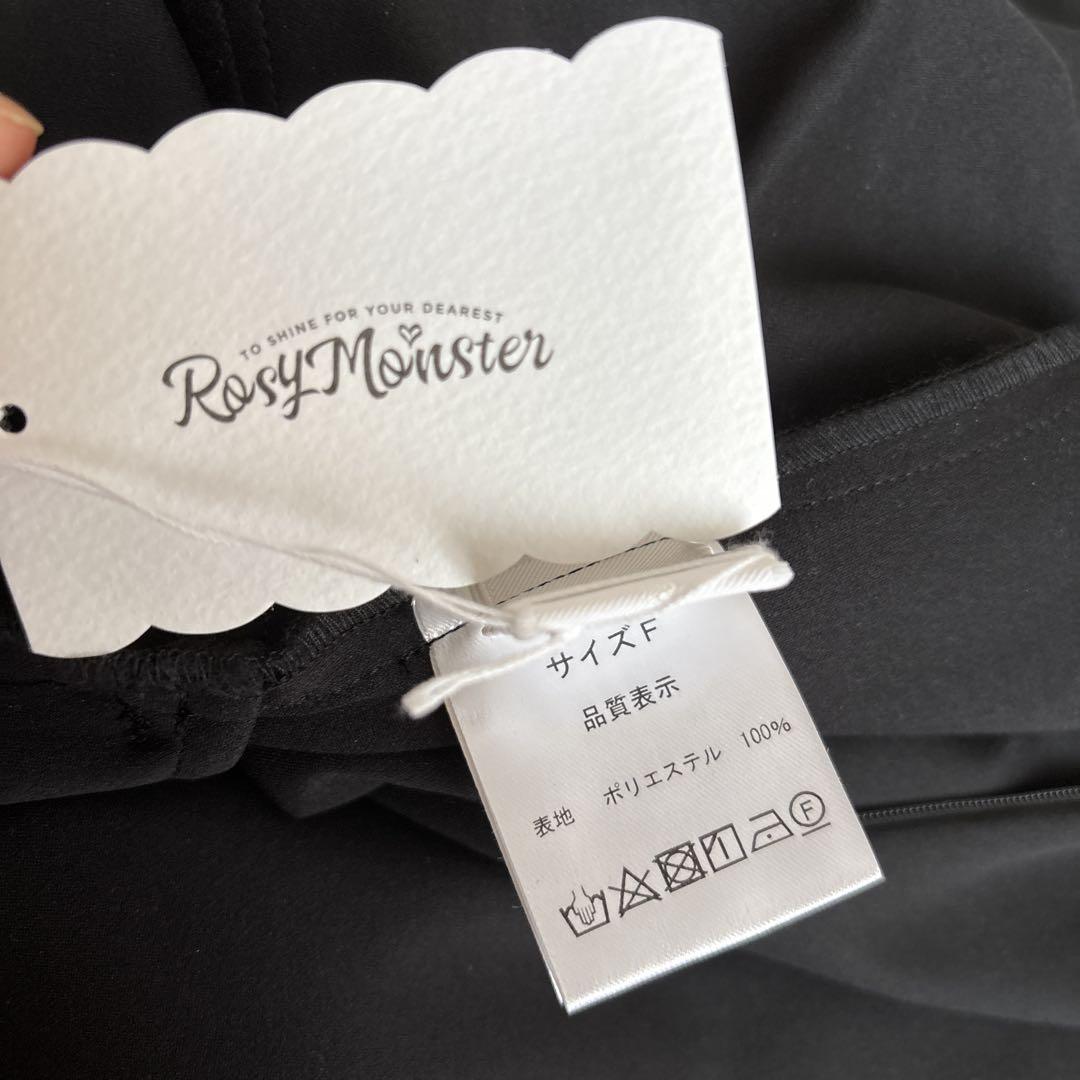 TO SHINE FOR YOUR DEAREST
RosyMonster
サイズF
品質表示
表地 ポリエステル 100%
F